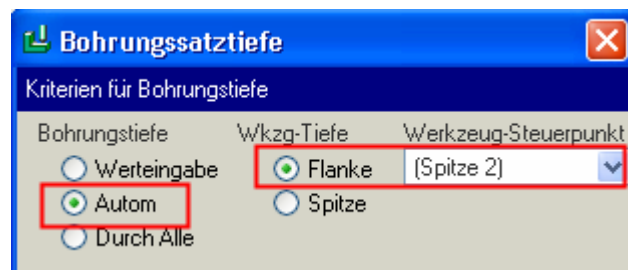 Bohrungssatztiefe
Kriterien für Bohrungstiefe
Bohrungstiefe Wkzg-Tiefe Werkzeug-Steuerpunkt
Werteingabe Flanke (Spitze 2)
Autom Spitze
Durch Alle